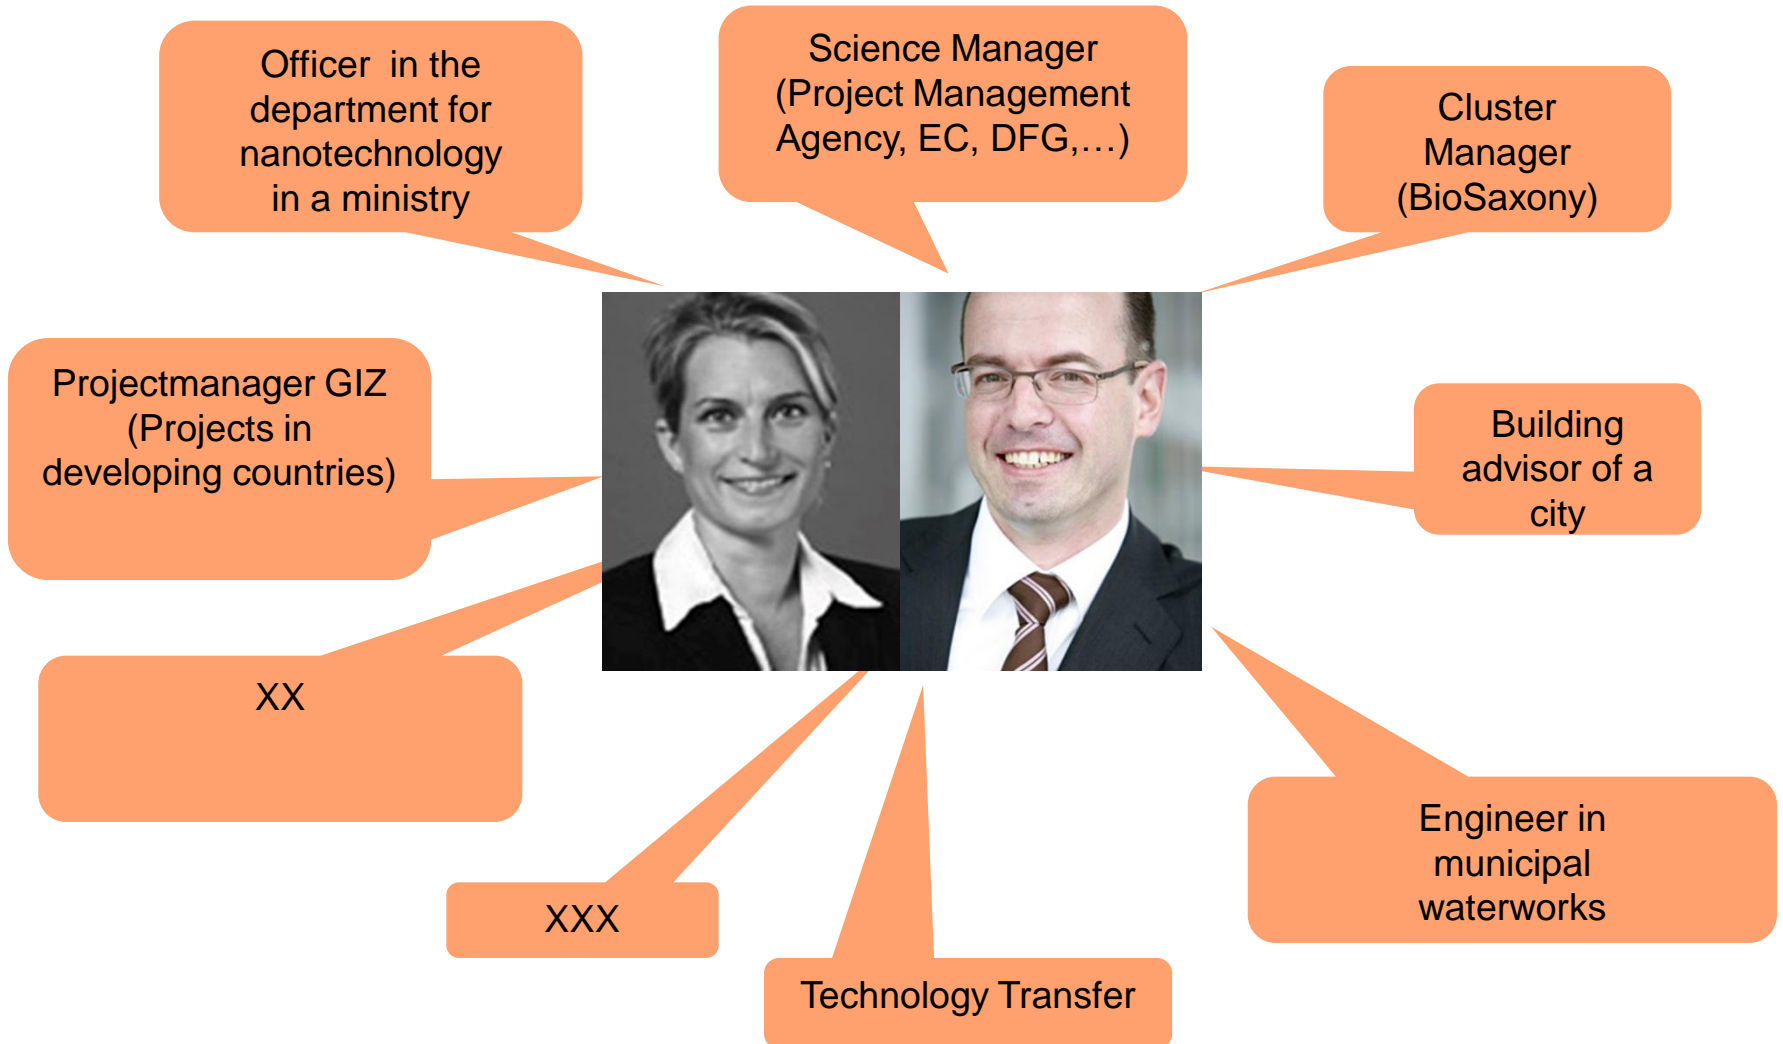 Officer in the
department for
nanotechnology
in a ministry
Science Manager
(Project Management
Agency, EC, DFG,…)
Cluster
Manager
(BioSaxony)
Projectmanager GIZ
(Projects in
developing countries)
Building
advisor of a
city
XX
Engineer in
municipal
waterworks
XXX
Technology Transfer